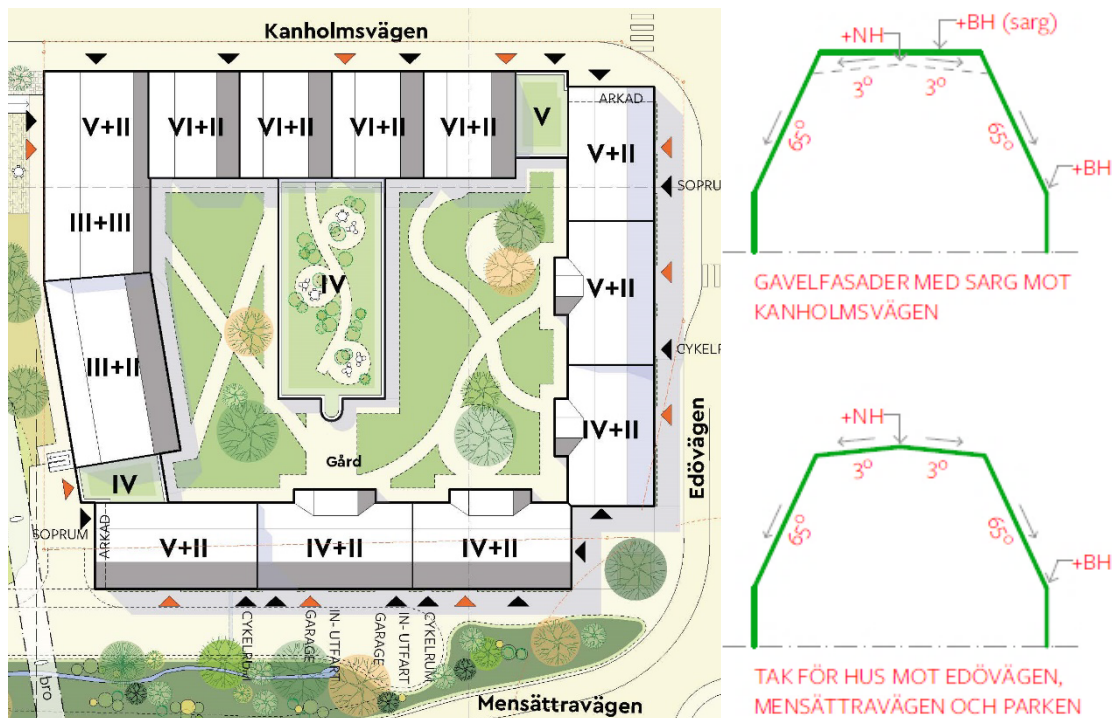 Kanholmsvägen
V+II
VI+II
VI+II
VI+II
VI+II
V
ARKAD
V+II
SOPRUM
III+III
IV
V+II
III+II
CYKELR
IV+II
Gård
Edövägen
IV
SOPRUM
ARKAD
V+II
IV+II
IV+II
CYKELRUM
IN- UTFART
GARAGE
IN- UTFART
GARAGE
CYKELRUM
bro
Mensättravägen
+NH
+BH (sarg)
3°
3°
65°
65°
+BH
GAVELFASADER MED SARG MOT
KANHOLMSVÄGEN
+NH
3°
3°
65°
65°
+BH
TAK FÖR HUS MOT EDÖVÄGEN,
MENSÄTTRAVÄGEN OCH PARKEN